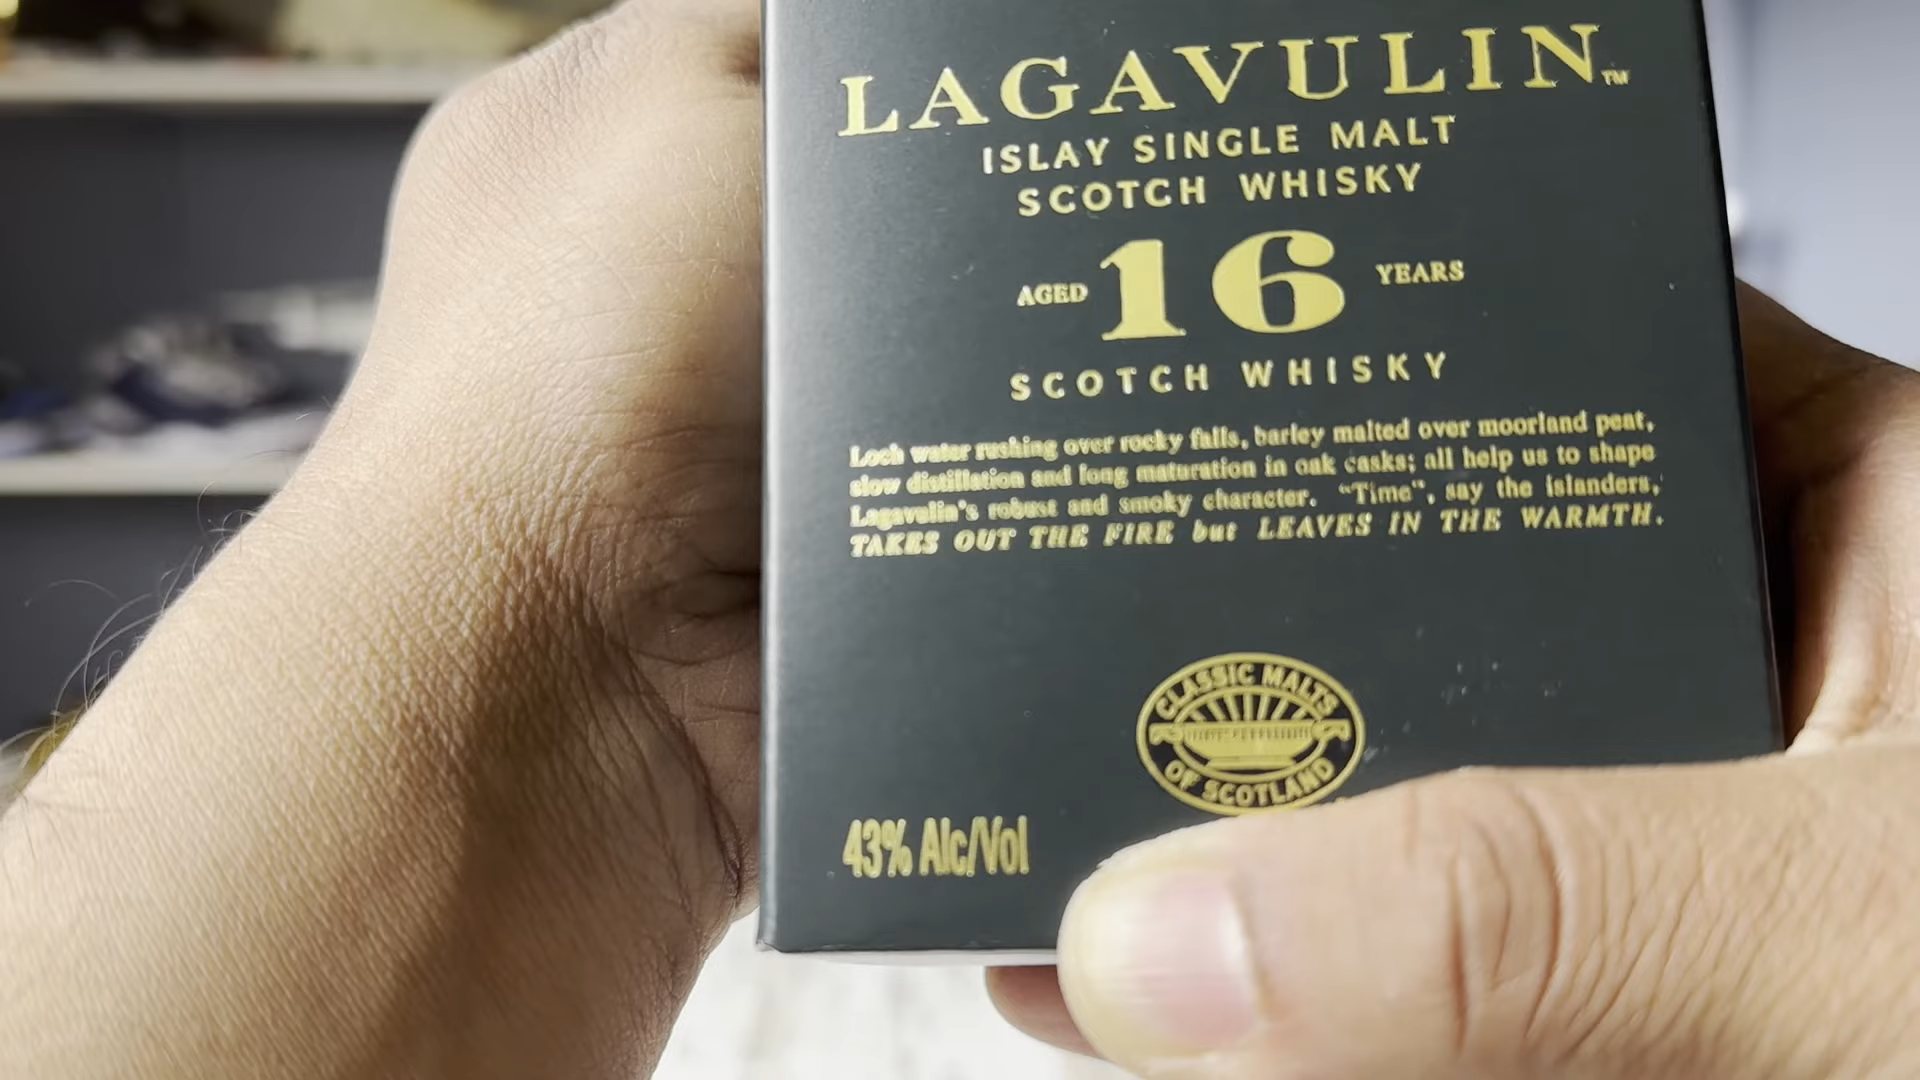 LAGAVULIN™
ISLAY SINGLE MALT
SCOTCH WHISKY
AGED 16 YEARS
SCOTCH WHISKY
Loch water rushing over rocky falls, barley malted over moorland peat,
slow distillation and long maturation in oak casks; all help us to shape
Lagavulin's robust and smoky character. "Time", say the islanders,
TAKES OUT THE FIRE but LEAVES IN THE WARMTH.
CLASSIC MALTS
OF SCOTLAND
43% Alc/Vol